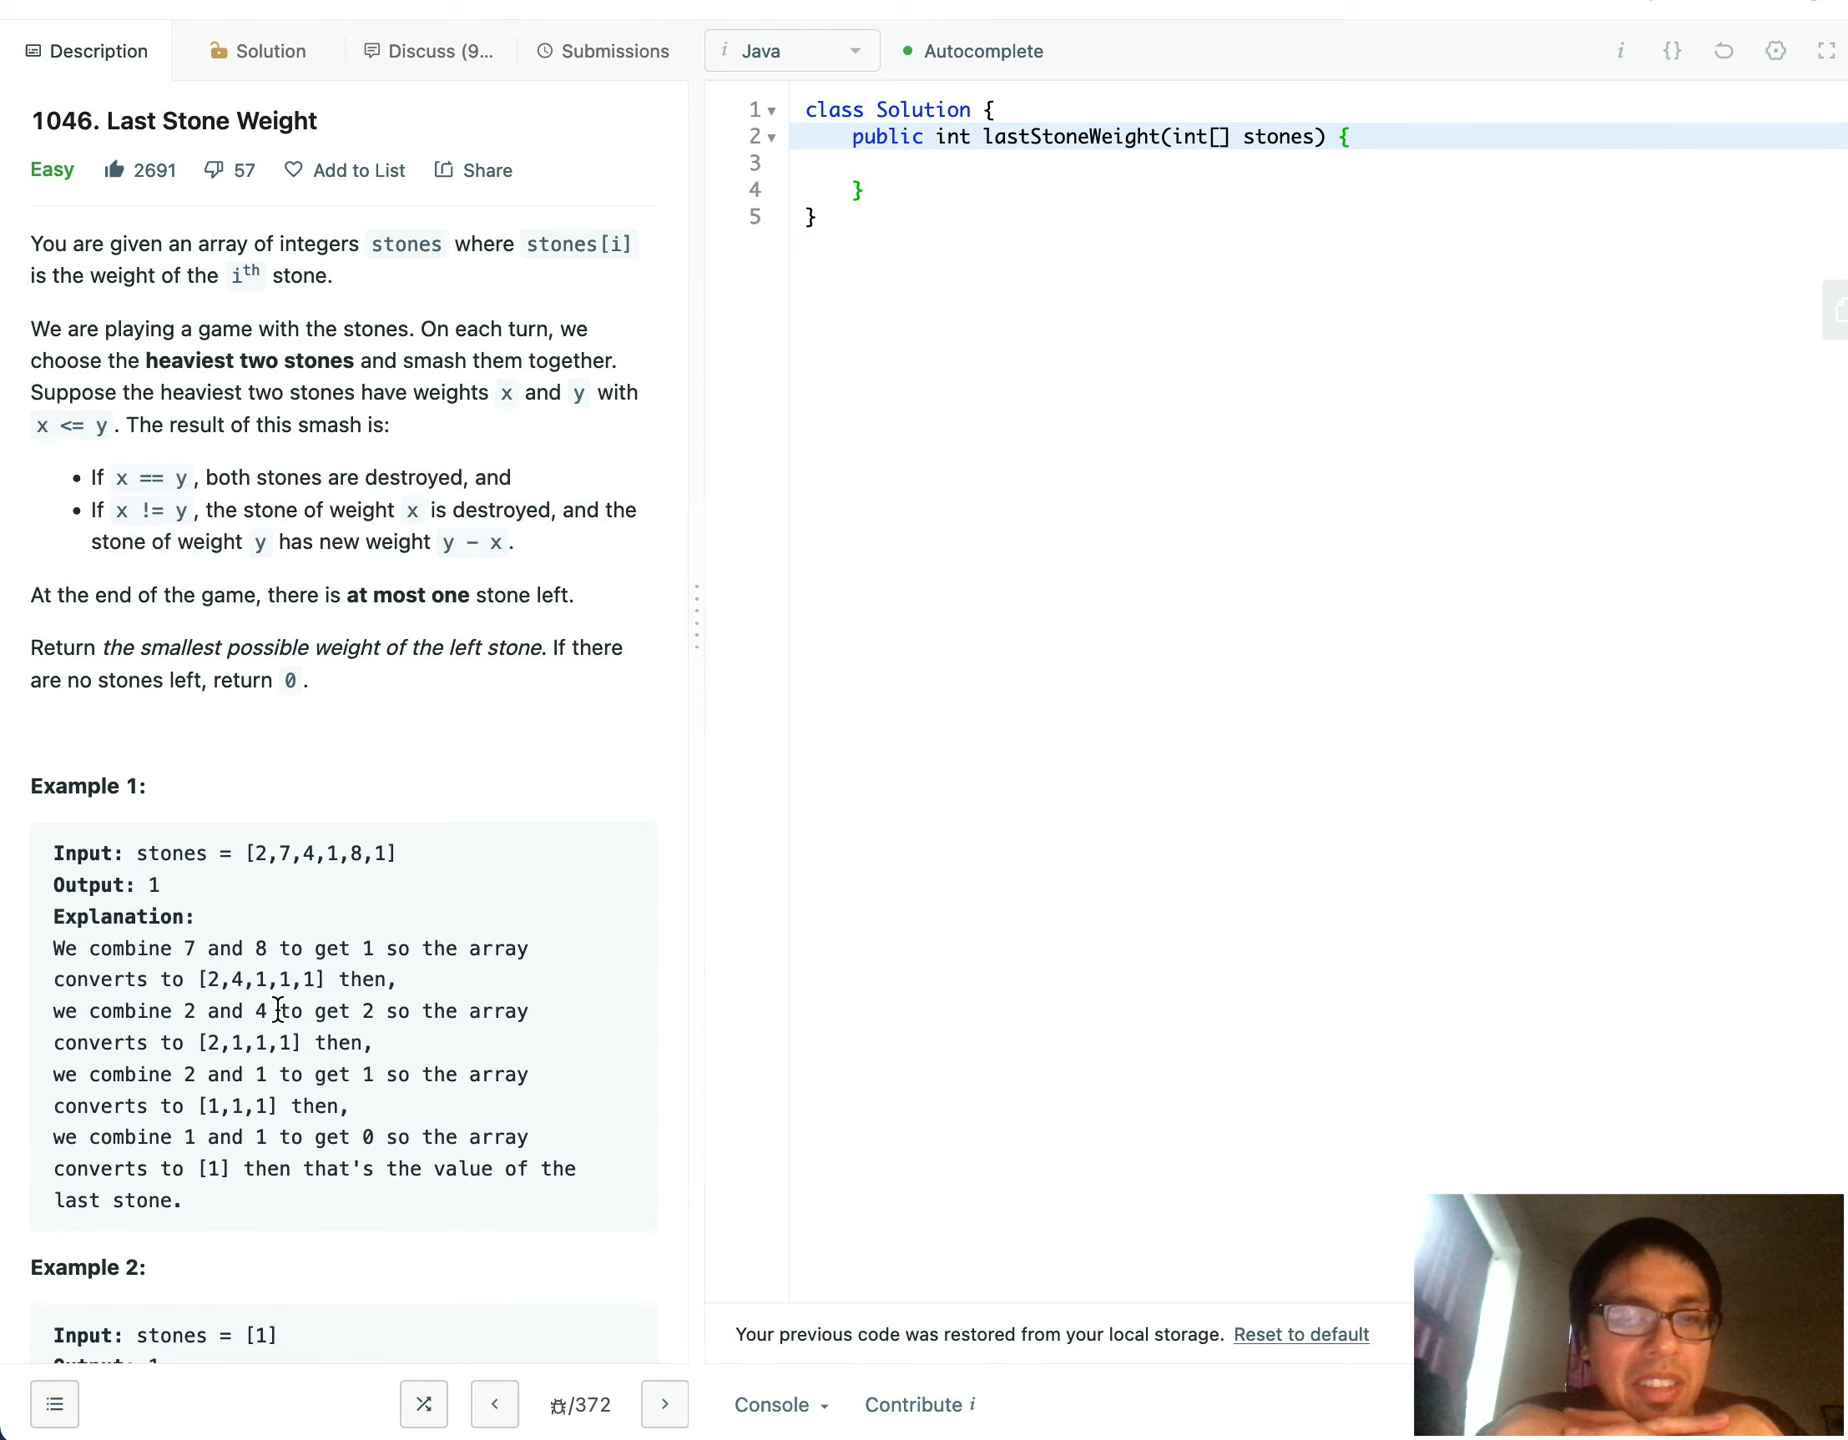 Description
Solution
Discuss (9...
Submissions
i Java
Autocomplete
i {}
1046. Last Stone Weight
Easy 2691 57 Add to List Share
You are given an array of integers stones where stones[i]
is the weight of the ith stone.
We are playing a game with the stones. On each turn, we
choose the heaviest two stones and smash them together.
Suppose the heaviest two stones have weights x and y with
x <= y. The result of this smash is:
• If x == y, both stones are destroyed, and
• If x != y, the stone of weight x is destroyed, and the
stone of weight y has new weight y - x.
At the end of the game, there is at most one stone left.
Return the smallest possible weight of the left stone. If there
are no stones left, return 0.
Example 1:
Input: stones = [2,7,4,1,8,1]
Output: 1
Explanation:
We combine 7 and 8 to get 1 so the array
converts to [2,4,1,1,1] then,
we combine 2 and 4 to get 2 so the array
converts to [2,1,1,1] then,
we combine 2 and 1 to get 1 so the array
converts to [1,1,1] then,
we combine 1 and 1 to get 0 so the array
converts to [1] then that's the value of the
last stone.
Example 2:
Input: stones = [1]
/372
1 class Solution {
2 public int lastStoneWeight(int[] stones) {
3
4 }
5 }
Your previous code was restored from your local storage. Reset to default
Console
Contribute i